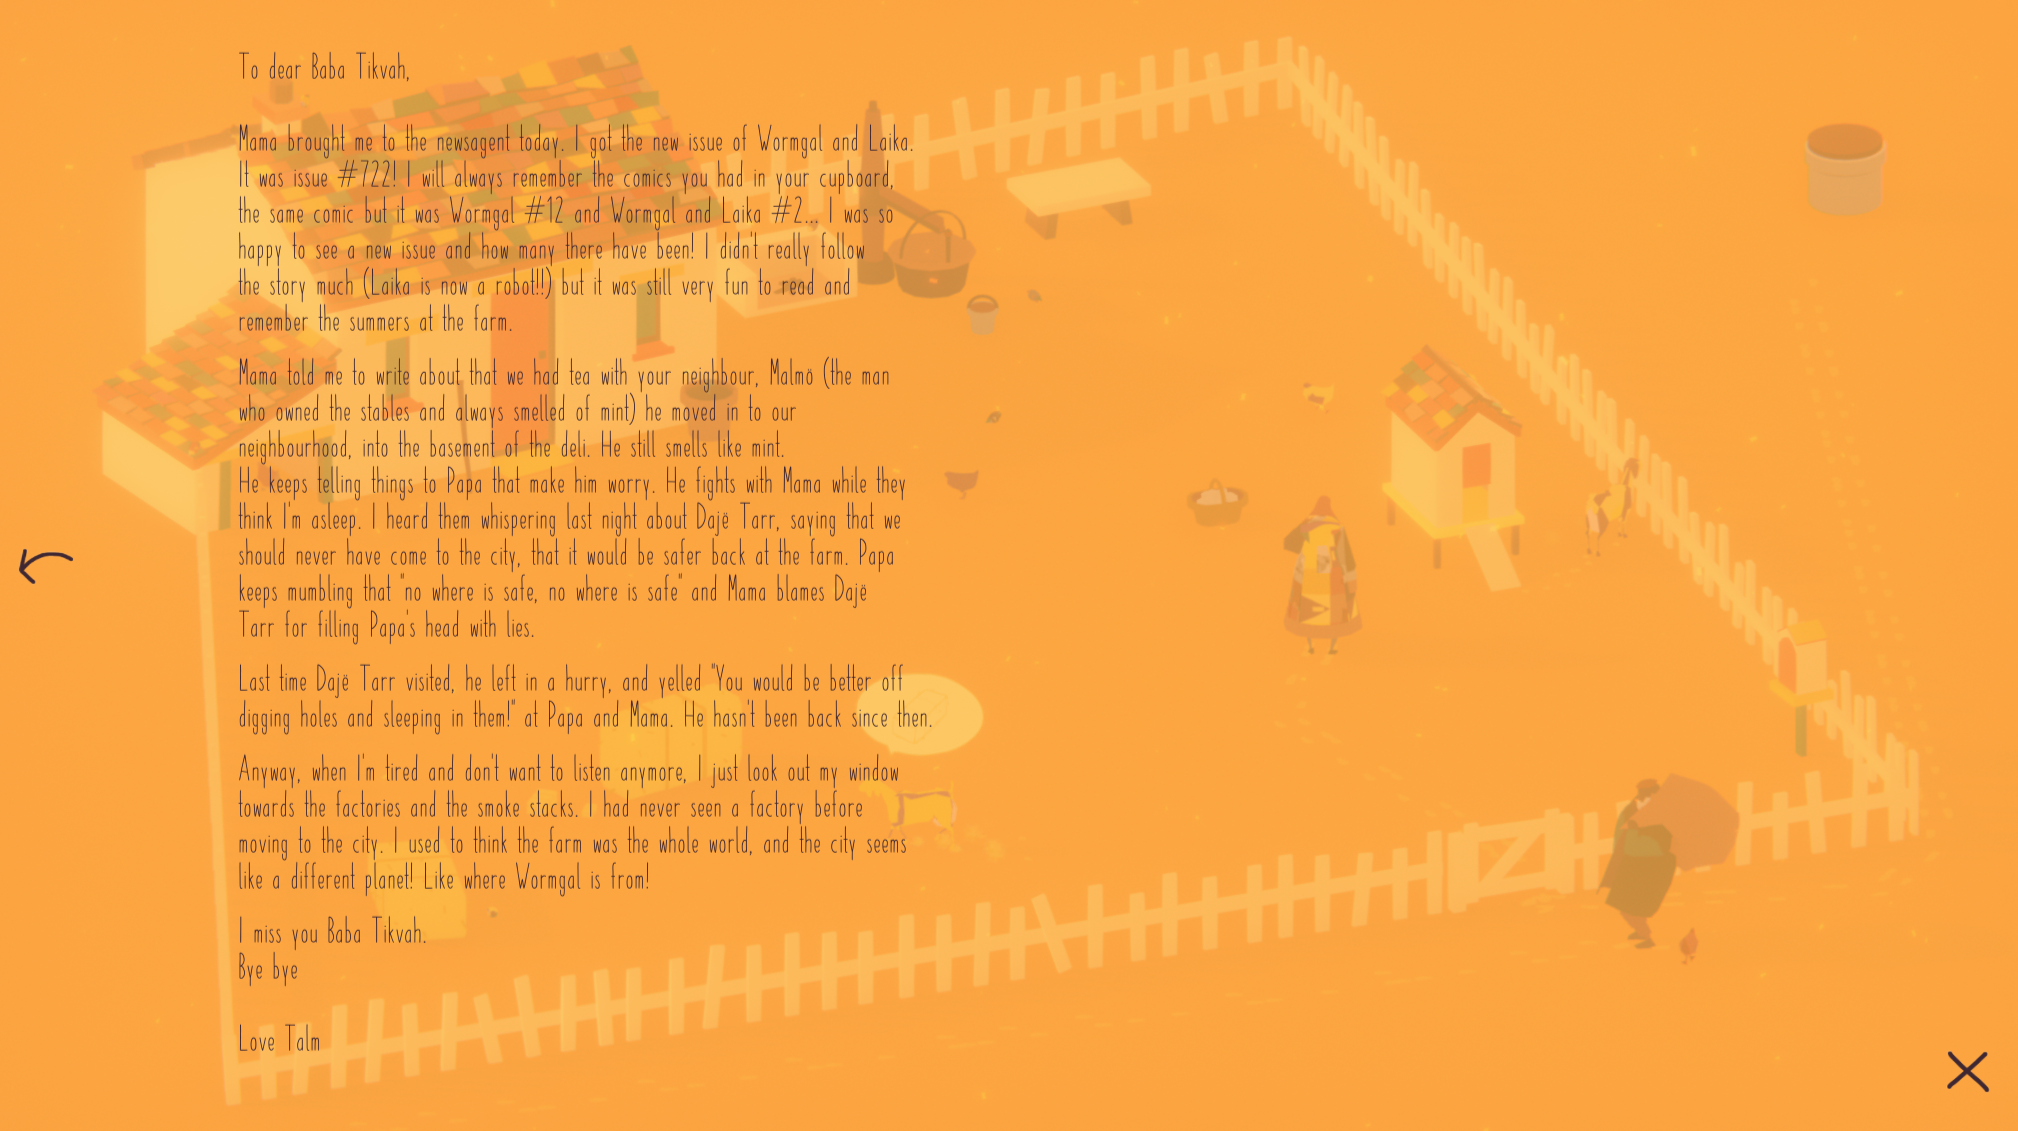 To dear Baba Tikvah,
Mama brought me to the newsagent today. I got the new issue of Wormgal and Laika.
It was issue #722! I will always remember the comics you had in your cupboard,
the same comic but it was Wormgal #12 and Wormgal and Laika #2... I was so
happy to see a new issue and how many there have been! I didn't really follow
the story much (Laika is now a robot!!) but it was still very fun to read and
remember the summers at the farm.
Mama told me to write about that we had tea with your neighbour, Malmö (the man
who owned the stables and always smelled of mint) he moved in to our
neighbourhood, into the basement of the deli. He still smells like mint.
He keeps telling things to Papa that make him worry. He fights with Mama while they
think I'm asleep. I heard them whispering last night about Dajë Tarr, saying that we
should never have come to the city, that it would be safer back at the farm. Papa
keeps mumbling that "no where is safe, no where is safe" and Mama blames Dajë
Tarr for filling Papa's head with lies.
Last time Dajë Tarr visited, he left in a hurry, and yelled "You would be better off
digging holes and sleeping in them!" at Papa and Mama. He hasn't been back since then.
Anyway, when I'm tired and don't want to listen anymore, I just look out my window
towards the factories and the smoke stacks. I had never seen a factory before
moving to the city. I used to think the farm was the whole world, and the city seems
like a different planet! Like where Wormgal is from!
I miss you Baba Tikvah.
Bye bye
Love Talm